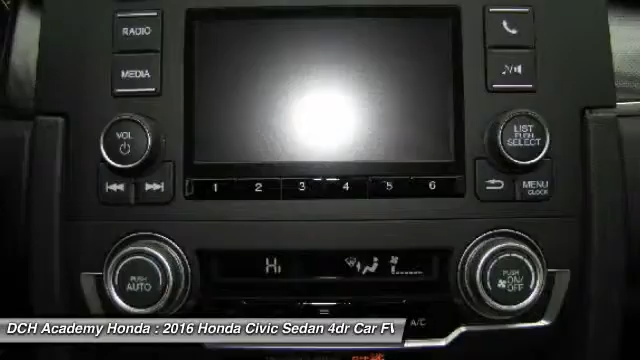 RADIO
MEDIA
VOL
LIST
PUSH
SELECT
1 2 3 4 5 6
MENU
CLOCK
PUSH
AUTO
Hi
PUSH
ON/
OFF
A/C
DCH Academy Honda : 2016 Honda Civic Sedan 4dr Car F